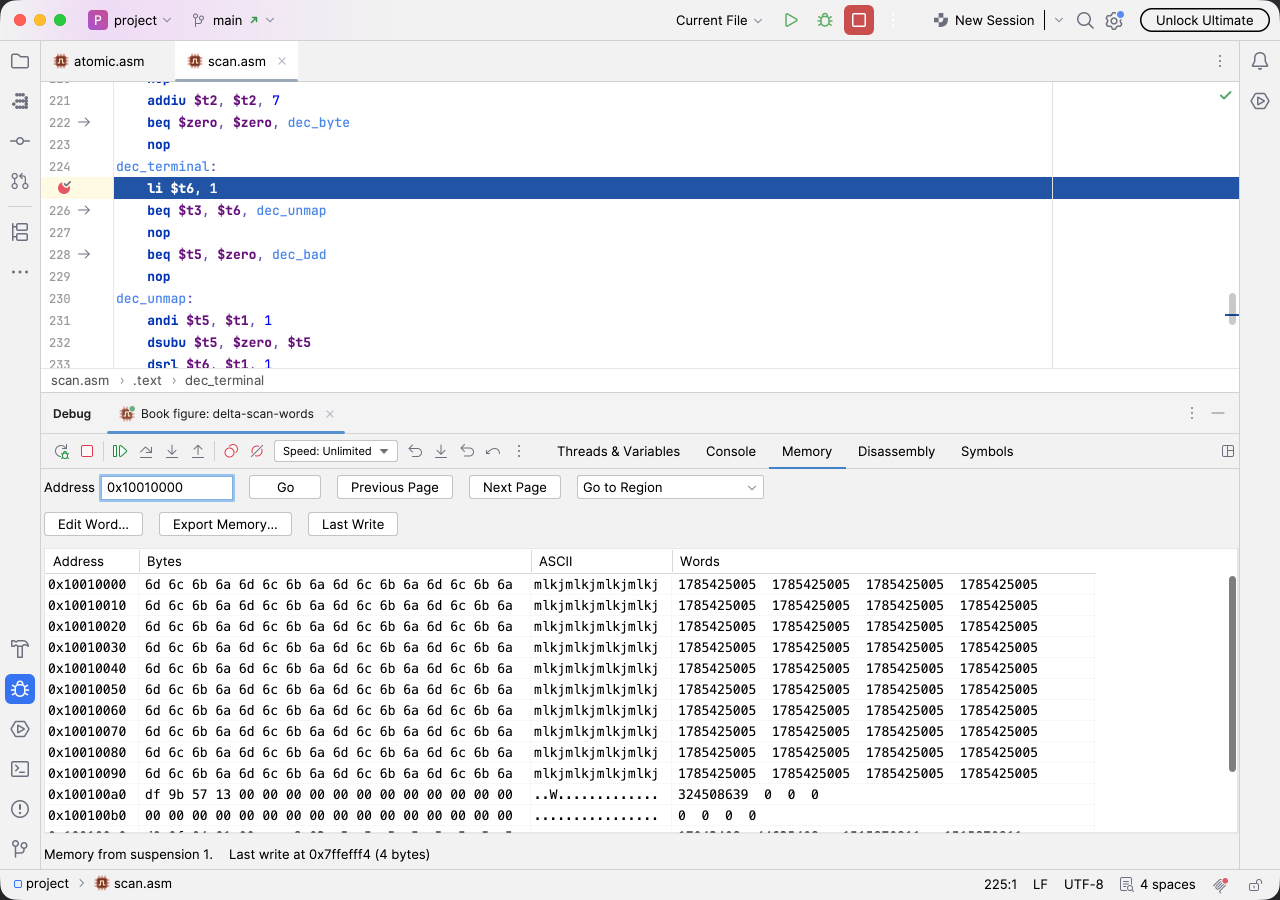 P project main Current File New Session Unlock Ultimate
atomic.asm scan.asm
221 addiu $t2, $t2, 7
222 beq $zero, $zero, dec_byte
223 nop
224 dec_terminal:
li $t6, 1
226 beq $t3, $t6, dec_unmap
227 nop
228 beq $t5, $zero, dec_bad
229 nop
230 dec_unmap:
231 andi $t5, $t1, 1
232 dsubu $t5, $zero, $t5
233 dsrl $t6, $t1, 1
scan.asm .text dec_terminal
Debug Book figure: delta-scan-words
Speed: Unlimited Threads & Variables Console Memory Disassembly Symbols
Address 0x10010000 Go Previous Page Next Page Go to Region
Edit Word... Export Memory... Last Write
Address Bytes ASCII Words
0x10010000 6d 6c 6b 6a 6d 6c 6b 6a 6d 6c 6b 6a 6d 6c 6b 6a mlkjmlkjmlkjmlkj 1785425005 1785425005 1785425005 1785425005
0x10010010 6d 6c 6b 6a 6d 6c 6b 6a 6d 6c 6b 6a 6d 6c 6b 6a mlkjmlkjmlkjmlkj 1785425005 1785425005 1785425005 1785425005
0x10010020 6d 6c 6b 6a 6d 6c 6b 6a 6d 6c 6b 6a 6d 6c 6b 6a mlkjmlkjmlkjmlkj 1785425005 1785425005 1785425005 1785425005
0x10010030 6d 6c 6b 6a 6d 6c 6b 6a 6d 6c 6b 6a 6d 6c 6b 6a mlkjmlkjmlkjmlkj 1785425005 1785425005 1785425005 1785425005
0x10010040 6d 6c 6b 6a 6d 6c 6b 6a 6d 6c 6b 6a 6d 6c 6b 6a mlkjmlkjmlkjmlkj 1785425005 1785425005 1785425005 1785425005
0x10010050 6d 6c 6b 6a 6d 6c 6b 6a 6d 6c 6b 6a 6d 6c 6b 6a mlkjmlkjmlkjmlkj 1785425005 1785425005 1785425005 1785425005
0x10010060 6d 6c 6b 6a 6d 6c 6b 6a 6d 6c 6b 6a 6d 6c 6b 6a mlkjmlkjmlkjmlkj 1785425005 1785425005 1785425005 1785425005
0x10010070 6d 6c 6b 6a 6d 6c 6b 6a 6d 6c 6b 6a 6d 6c 6b 6a mlkjmlkjmlkjmlkj 1785425005 1785425005 1785425005 1785425005
0x10010080 6d 6c 6b 6a 6d 6c 6b 6a 6d 6c 6b 6a 6d 6c 6b 6a mlkjmlkjmlkjmlkj 1785425005 1785425005 1785425005 1785425005
0x10010090 6d 6c 6b 6a 6d 6c 6b 6a 6d 6c 6b 6a 6d 6c 6b 6a mlkjmlkjmlkjmlkj 1785425005 1785425005 1785425005 1785425005
0x100100a0 df 9b 57 13 00 00 00 00 00 00 00 00 00 00 00 00 ..W............. 324508639 0 0 0
0x100100b0 00 00 00 00 00 00 00 00 00 00 00 00 00 00 00 00 ................ 0 0 0 0
Memory from suspension 1. Last write at 0x7ffefff4 (4 bytes)
project scan.asm 225:1 LF UTF-8 4 spaces